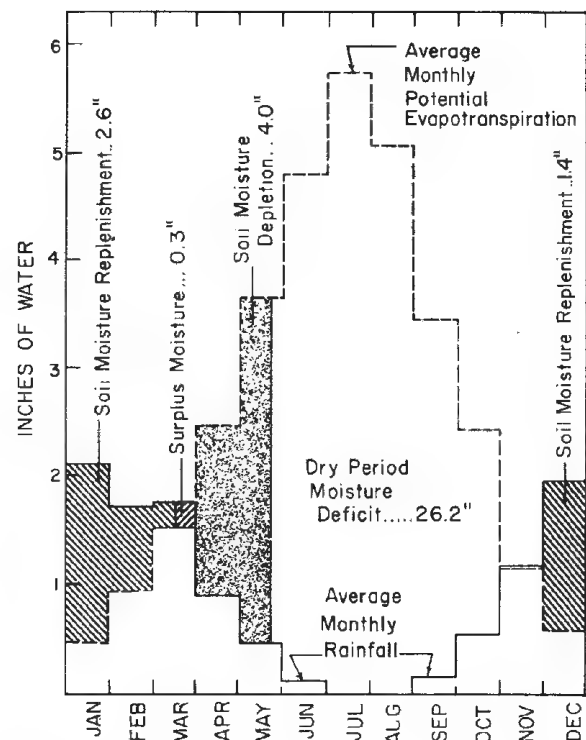 6
5
4
3
2
1
INCHES OF WATER
Soil Moisture Replenishment..2.6"
Surplus Moisture...0.3"
Soil Moisture
Depletion..4.0"
Average
Monthly
Potential
Evapotranspiration
Soil Moisture Replenishment..1.4"
Dry Period
Moisture
Deficit.....26.2"
Average
Monthly
Rainfall
JAN
FEB
MAR
APR
MAY
JUN
JUL
AUG
SEP
OCT
NOV
DEC